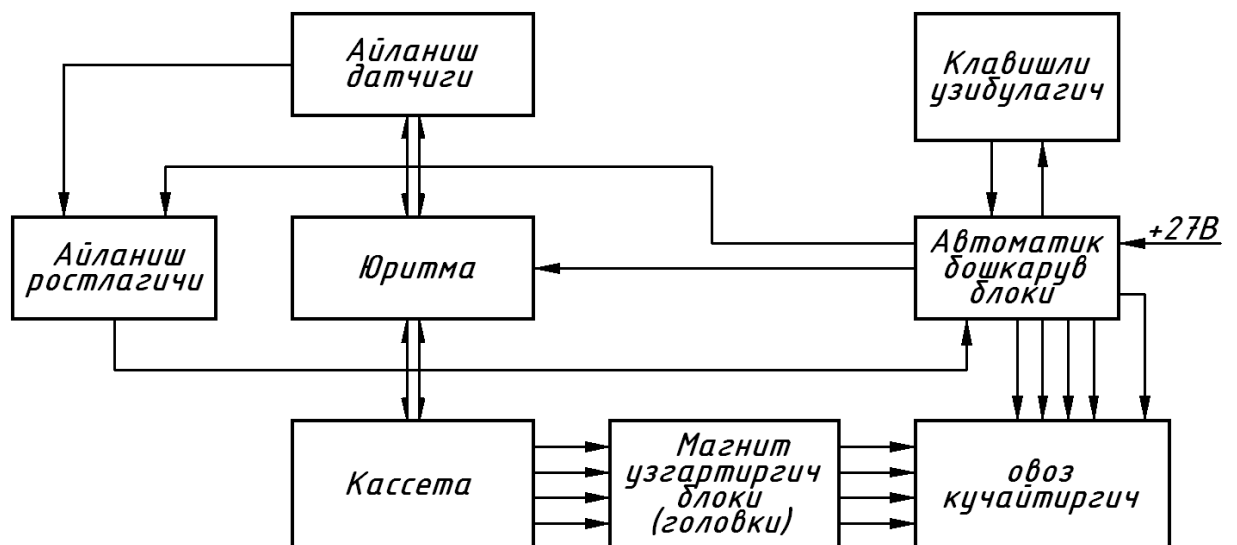 Айланиш
датчиги
Клавишли
узибулагич
Айланиш
ростлагичи
Юритма
Автоматик
бошкарув
блоки
+27В
Кассета
Магнит
узгартиргич
блоки
(головки)
овоз
кучайтиргич